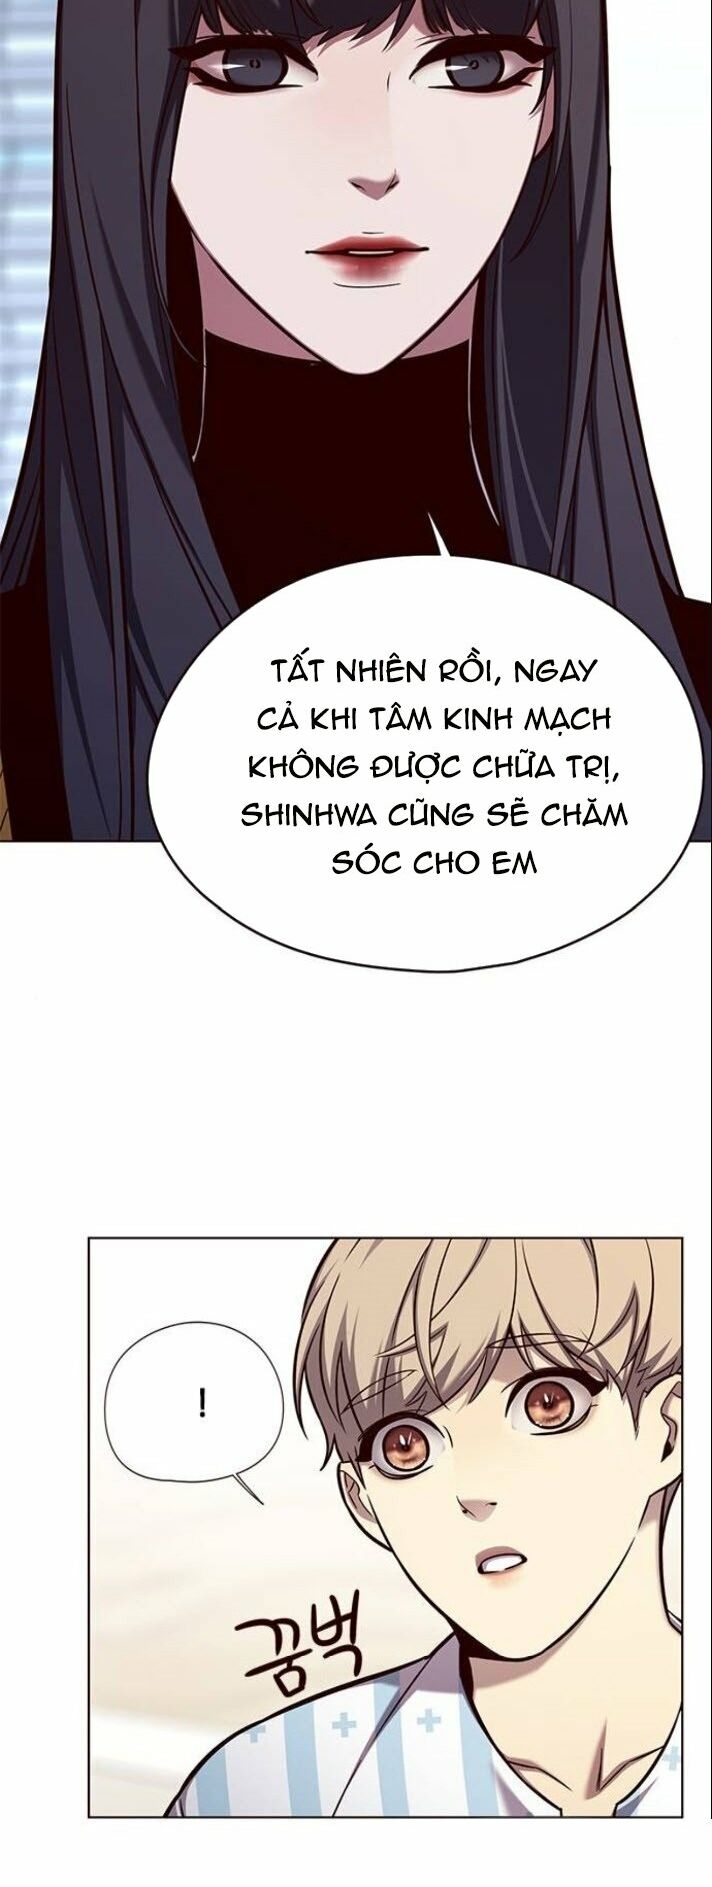 TẤT NHIÊN RỒI, NGAY
CẢ KHI TÂM KINH MẠCH
KHÔNG ĐƯỢC CHỮA TRỊ,
SHINHWA CŨNG SẼ CHĂM
SÓC CHO EM
!
꿈벅